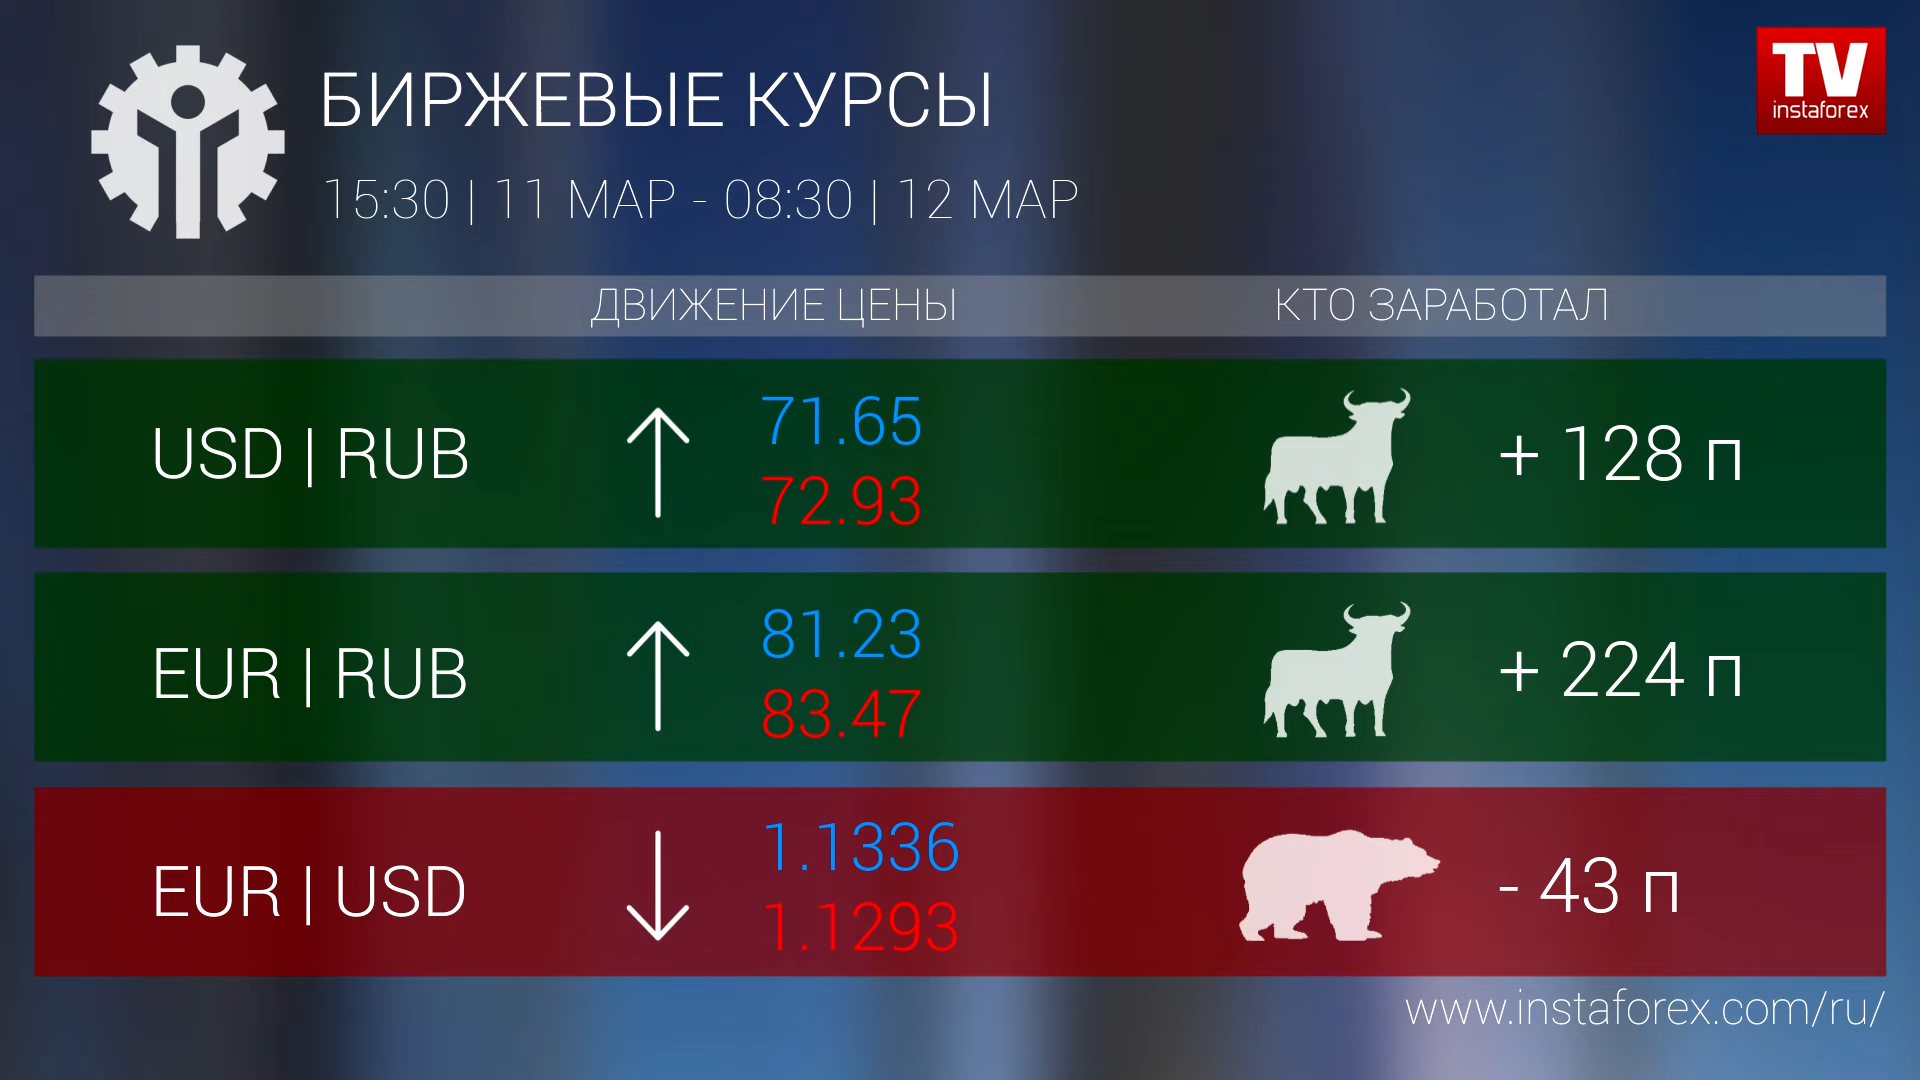 БИРЖЕВЫЕ КУРСЫ
TV
instaforex
15:30 | 11 МАР - 08:30 | 12 МАР
ДВИЖЕНИЕ ЦЕНЫ КТО ЗАРАБОТАЛ
71.65
USD | RUB + 128 п
72.93
81.23
EUR | RUB + 224 п
83.47
1.1336
EUR | USD - 43 п
1.1293
www.instaforex.com/ru/